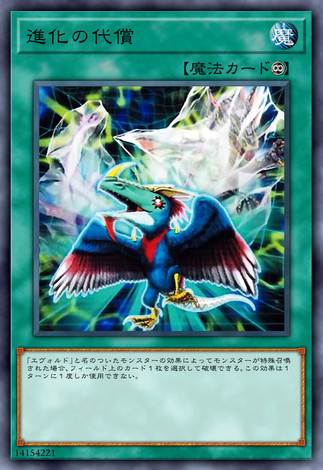 進化の代償
魔
【魔法カード】
「エヴォルド」と名のついたモンスターの効果によってモンスターが特殊召喚
された場合、フィールド上のカード１枚を選択して破壊できる。この効果は１
ターンに１度しか使用できない。
14154221